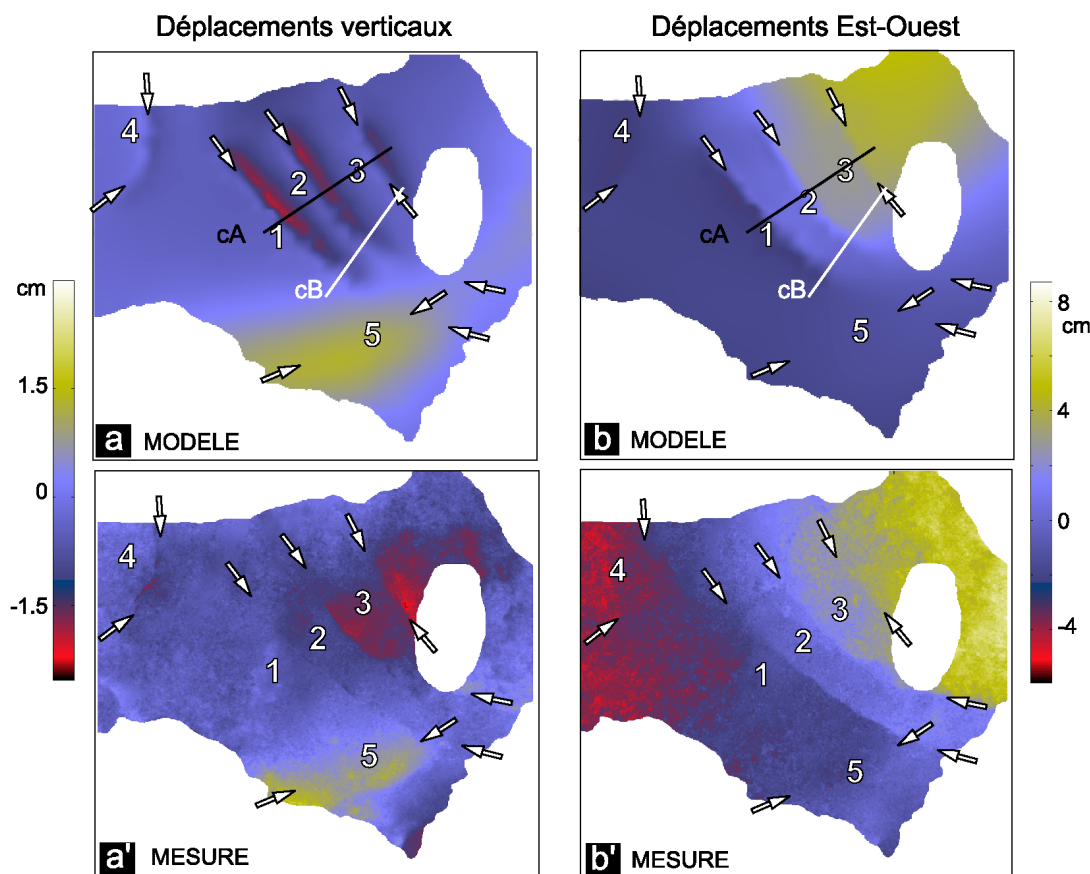 Déplacements verticaux
Déplacements Est-Ouest
4
2
3
cA
1
cB
5
a MODELE
4
3
2
cA
1
cB
5
b MODELE
cm
1.5
0
-1.5
8
cm
4
0
-4
4
3
2
1
5
a' MESURE
4
3
2
1
5
b' MESURE